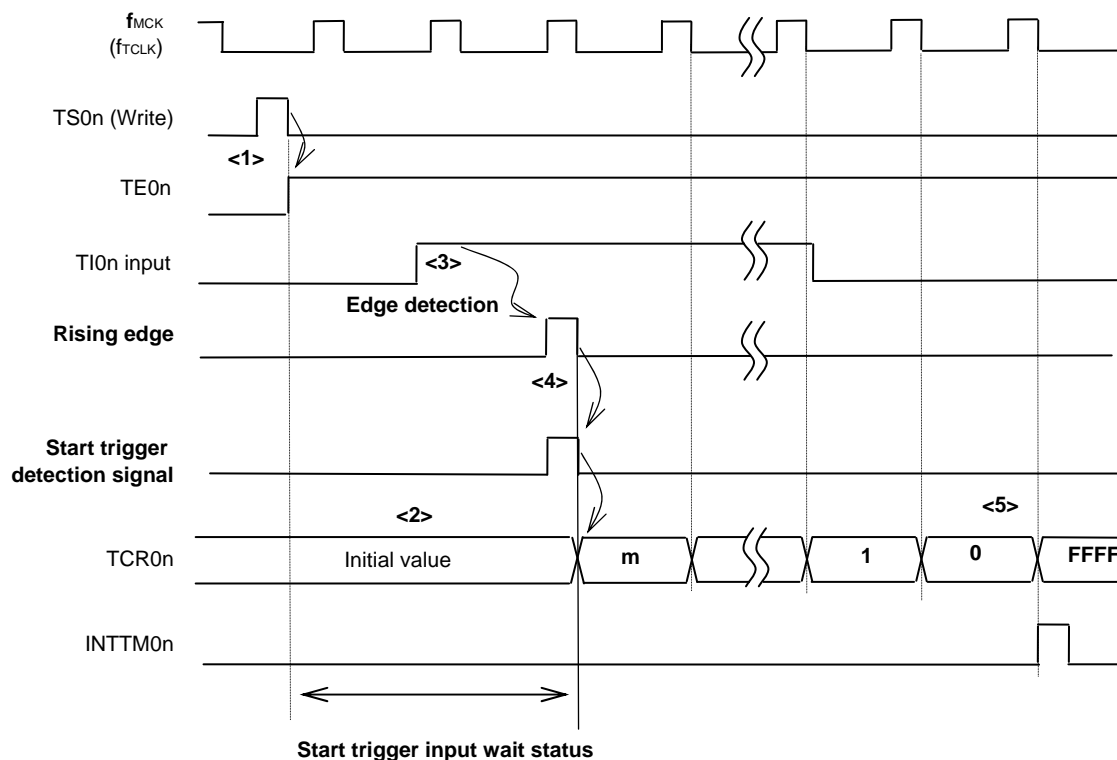 fMCK
(fTCLK)
TS0n (Write)
<1>
TE0n
TI0n input
<3>
Edge detection
Rising edge
<4>
Start trigger
detection signal
<2>
<5>
TCR0n
Initial value
m
1
0
FFFF
INTTM0n
Start trigger input wait status